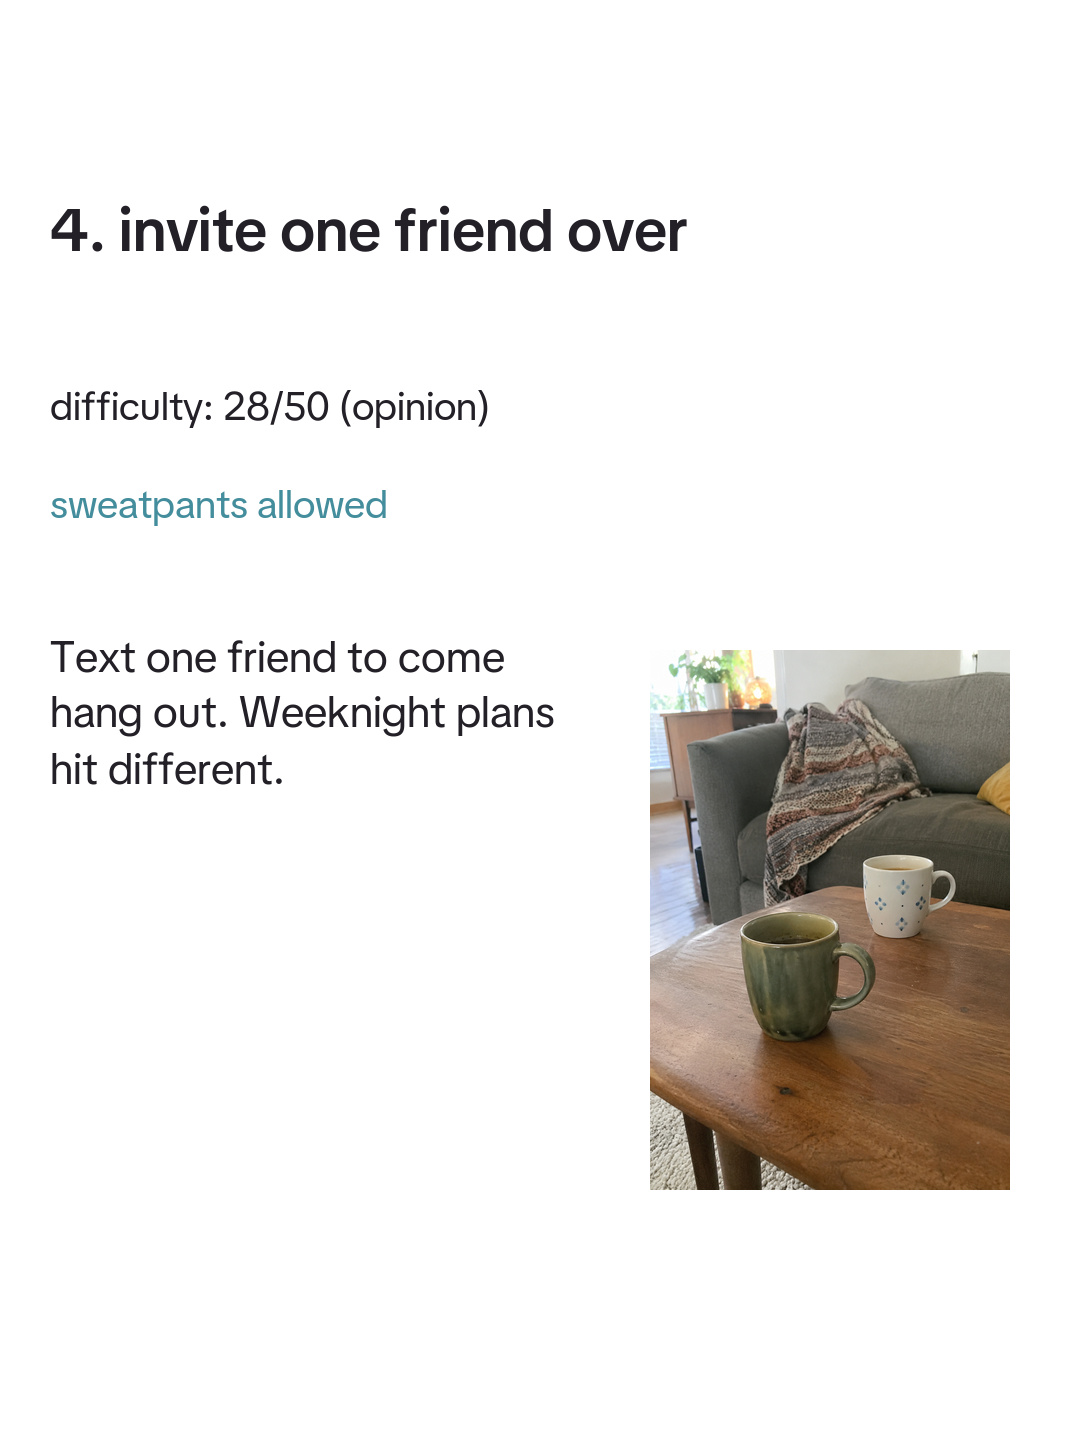 4. invite one friend over
difficulty: 28/50 (opinion)
sweatpants allowed
Text one friend to come
hang out. Weeknight plans
hit different.